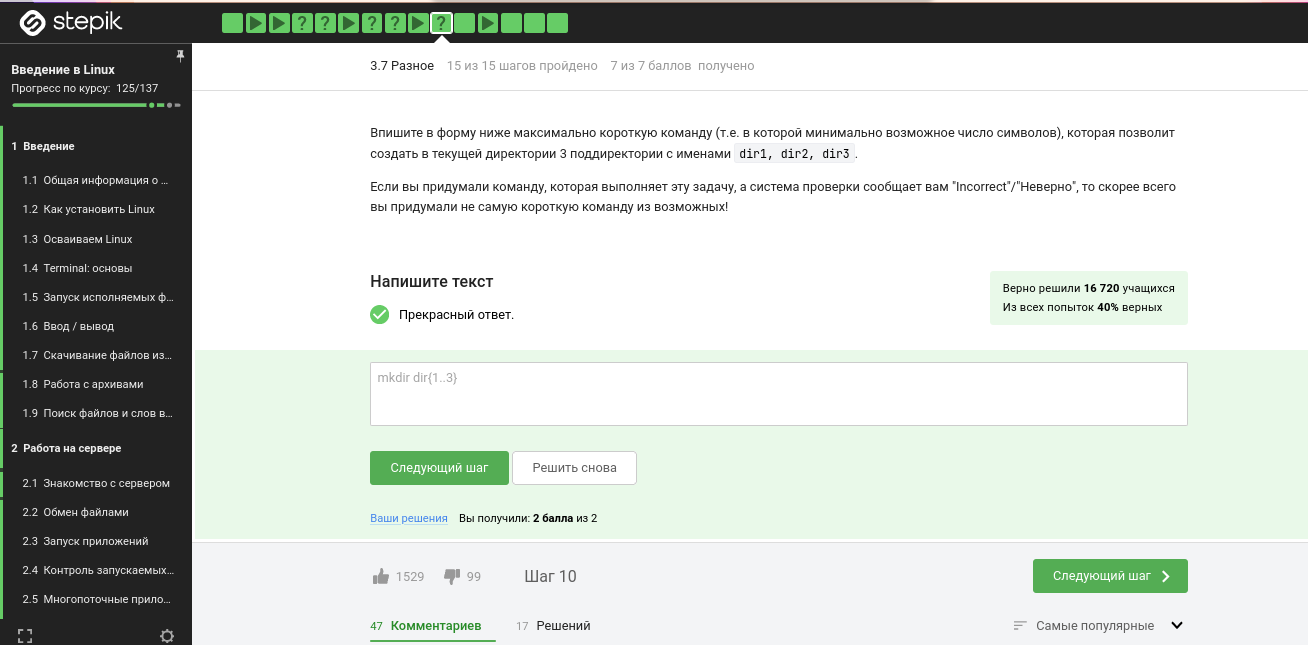 stepik
? ? ? ? ?
Введение в Linux
Прогресс по курсу: 125/137
1 Введение
1.1 Общая информация о ...
1.2 Как установить Linux
1.3 Осваиваем Linux
1.4 Terminal: основы
1.5 Запуск исполняемых ф...
1.6 Ввод / вывод
1.7 Скачивание файлов из...
1.8 Работа с архивами
1.9 Поиск файлов и слов в...
2 Работа на сервере
2.1 Знакомство с сервером
2.2 Обмен файлами
2.3 Запуск приложений
2.4 Контроль запускаемых...
2.5 Многопоточные прило...
3.7 Разное 15 из 15 шагов пройдено 7 из 7 баллов получено
Впишите в форму ниже максимально короткую команду (т.е. в которой минимально возможное число символов), которая позволит
создать в текущей директории 3 поддиректории с именами dir1, dir2, dir3.
Если вы придумали команду, которая выполняет эту задачу, а система проверки сообщает вам "Incorrect"/"Неверно", то скорее всего
вы придумали не самую короткую команду из возможных!
Напишите текст
Прекрасный ответ.
Верно решили 16 720 учащихся
Из всех попыток 40% верных
mkdir dir{1..3}
Следующий шаг Решить снова
Ваши решения Вы получили: 2 балла из 2
1529 99 Шаг 10 Следующий шаг
47 Комментариев 17 Решений Самые популярные